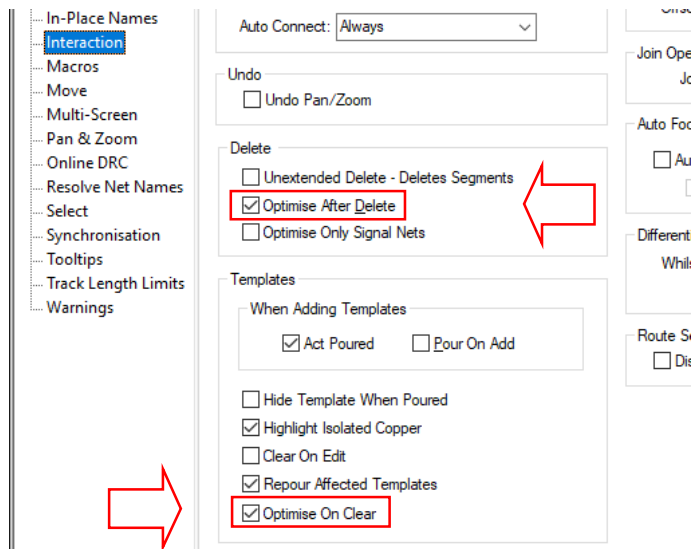 In-Place Names
Interaction
Macros
Move
Multi-Screen
Pan & Zoom
Online DRC
Resolve Net Names
Select
Synchronisation
Tooltips
Track Length Limits
Warnings
Auto Connect: Always
Undo
Undo Pan/Zoom
Delete
Unextended Delete - Deletes Segments
Optimise After Delete
Optimise Only Signal Nets
Templates
When Adding Templates
Act Poured Pour On Add
Hide Template When Poured
Highlight Isolated Copper
Clear On Edit
Repour Affected Templates
Optimise On Clear
Join Ope
Jo
Auto Foc
Au
Differenti
Whils
Route Se
Dis